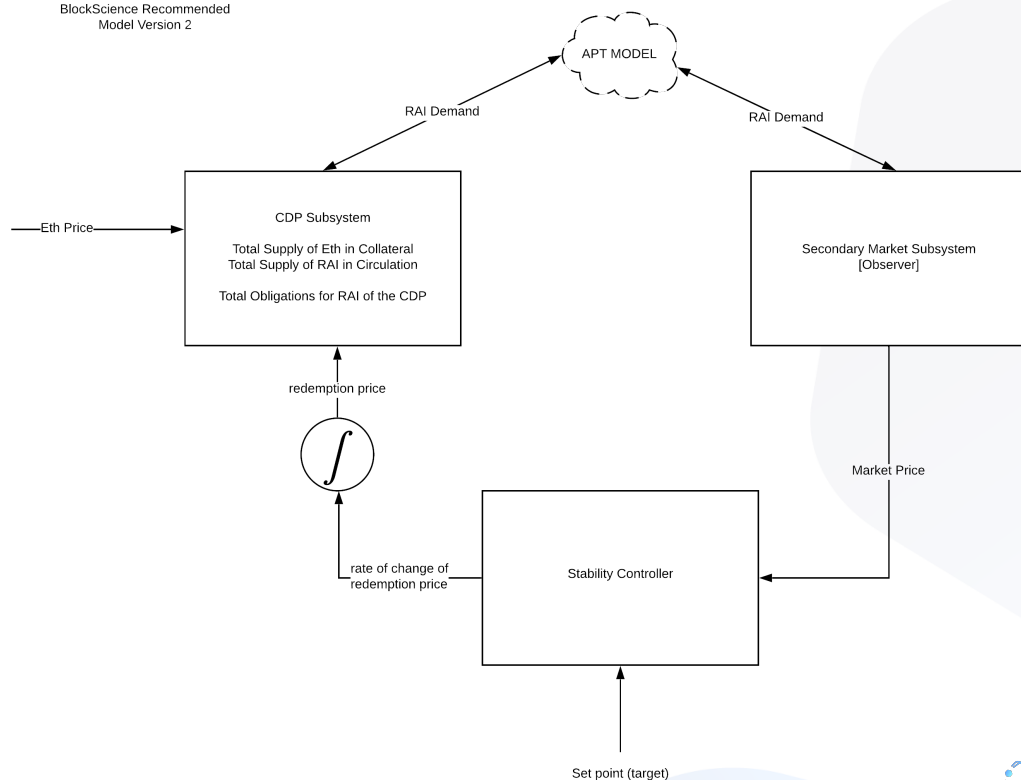 BlockScience Recommended
Model Version 2
APT MODEL
RAI Demand
RAI Demand
Eth Price
CDP Subsystem
Total Supply of Eth in Collateral
Total Supply of RAI in Circulation
Total Obligations for RAI of the CDP
Secondary Market Subsystem
[Observer]
redemption price
∫
Market Price
rate of change of
redemption price
Stability Controller
Set point (target)